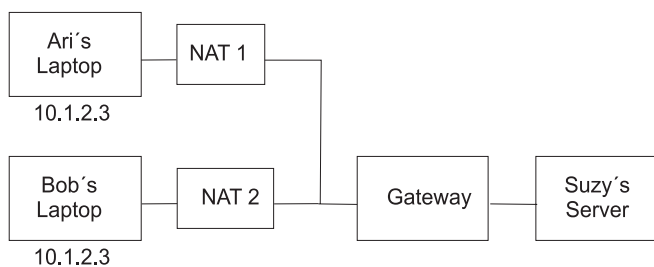 Ari´s
Laptop
NAT 1
10.1.2.3
Bob´s
Laptop
NAT 2
Gateway
Suzy´s
Server
10.1.2.3